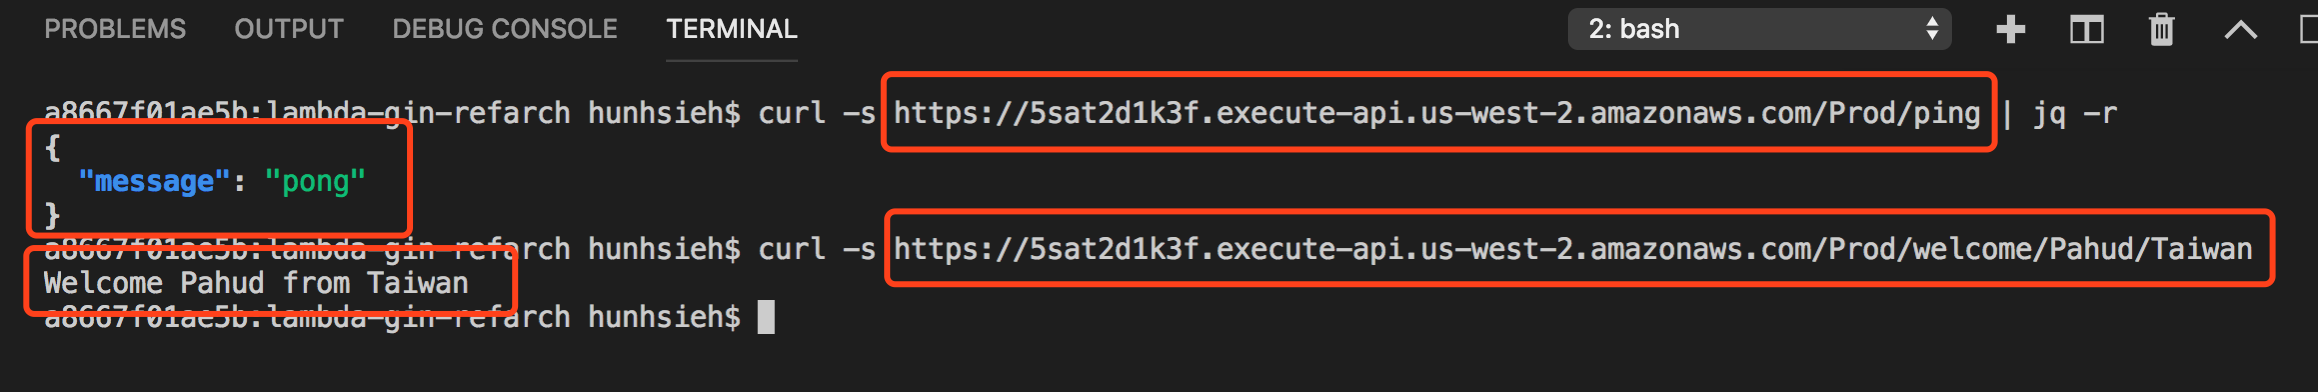 PROBLEMS OUTPUT DEBUG CONSOLE TERMINAL 2: bash
a8667f01ae5b:lambda-gin-refarch hunhsieh$ curl -s https://5sat2d1k3f.execute-api.us-west-2.amazonaws.com/Prod/ping | jq -r
{
  "message": "pong"
}
a8667f01ae5b:lambda-gin-refarch hunhsieh$ curl -s https://5sat2d1k3f.execute-api.us-west-2.amazonaws.com/Prod/welcome/Pahud/Taiwan
Welcome Pahud from Taiwan
a8667f01ae5b:lambda-gin-refarch hunhsieh$